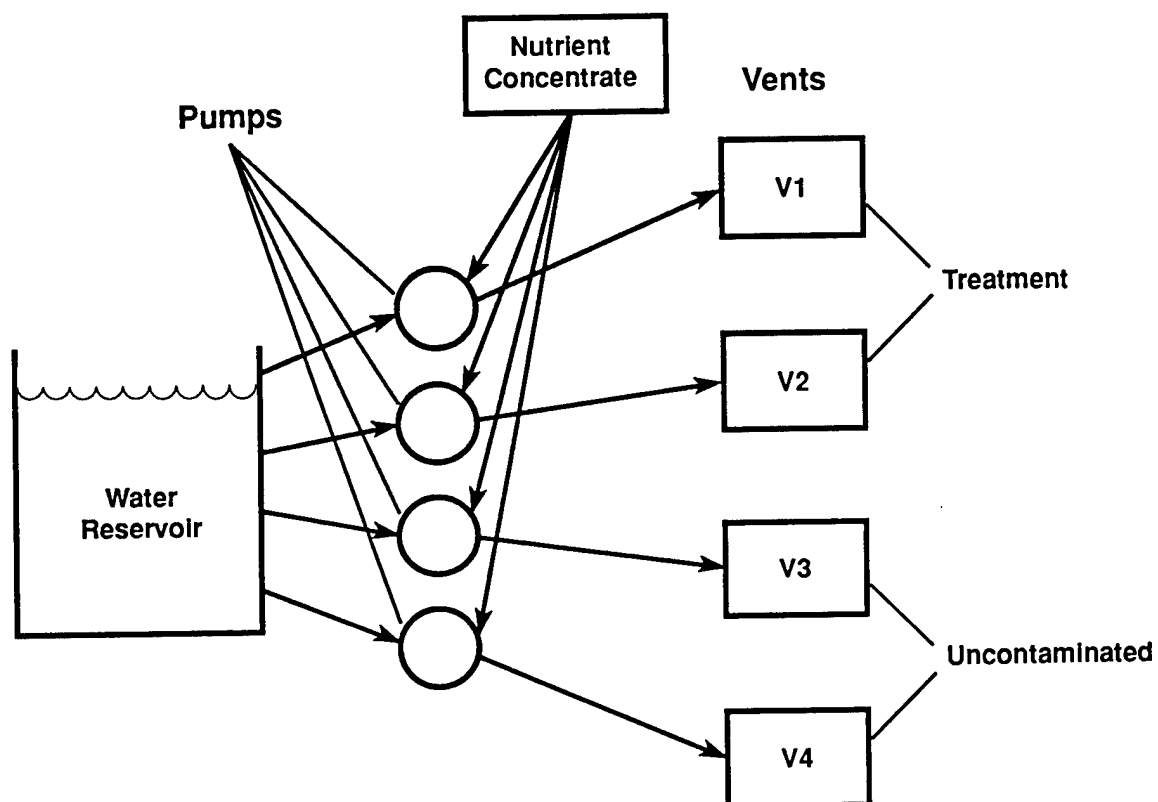 Nutrient
Concentrate
Vents
Pumps
V1
Treatment
V2
Water
Reservoir
V3
Uncontaminated
V4